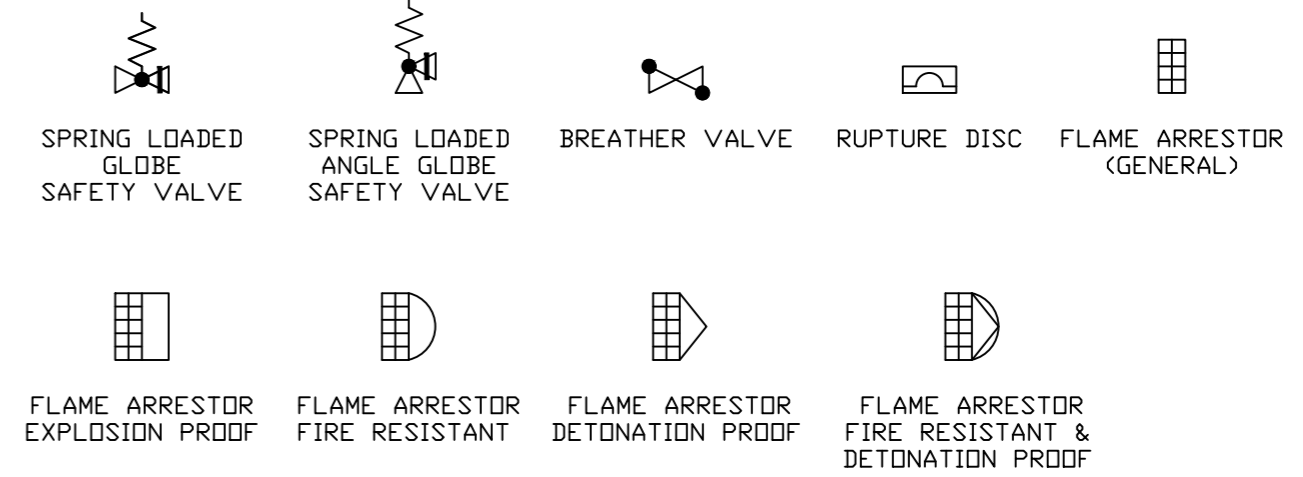 SPRING LOADED
GLOBE
SAFETY VALVE
SPRING LOADED
ANGLE GLOBE
SAFETY VALVE
BREATHER VALVE
RUPTURE DISC
FLAME ARRESTOR
(GENERAL)
FLAME ARRESTOR
EXPLOSION PROOF
FLAME ARRESTOR
FIRE RESISTANT
FLAME ARRESTOR
DETONATION PROOF
FLAME ARRESTOR
FIRE RESISTANT &
DETONATION PROOF